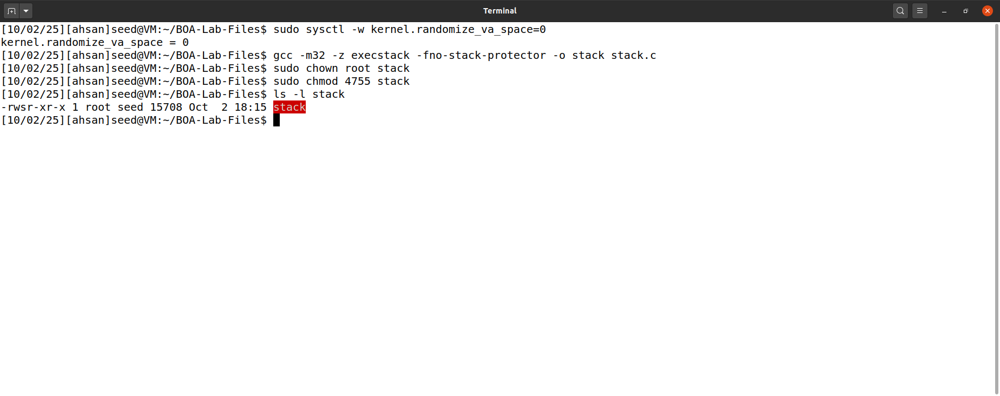 Terminal
[10/02/25][ahsan]seed@VM:~/BOA-Lab-Files$ sudo sysctl -w kernel.randomize_va_space=0
kernel.randomize_va_space = 0
[10/02/25][ahsan]seed@VM:~/BOA-Lab-Files$ gcc -m32 -z execstack -fno-stack-protector -o stack stack.c
[10/02/25][ahsan]seed@VM:~/BOA-Lab-Files$ sudo chown root stack
[10/02/25][ahsan]seed@VM:~/BOA-Lab-Files$ sudo chmod 4755 stack
[10/02/25][ahsan]seed@VM:~/BOA-Lab-Files$ ls -l stack
-rwsr-xr-x 1 root seed 15708 Oct  2 18:15 stack
[10/02/25][ahsan]seed@VM:~/BOA-Lab-Files$